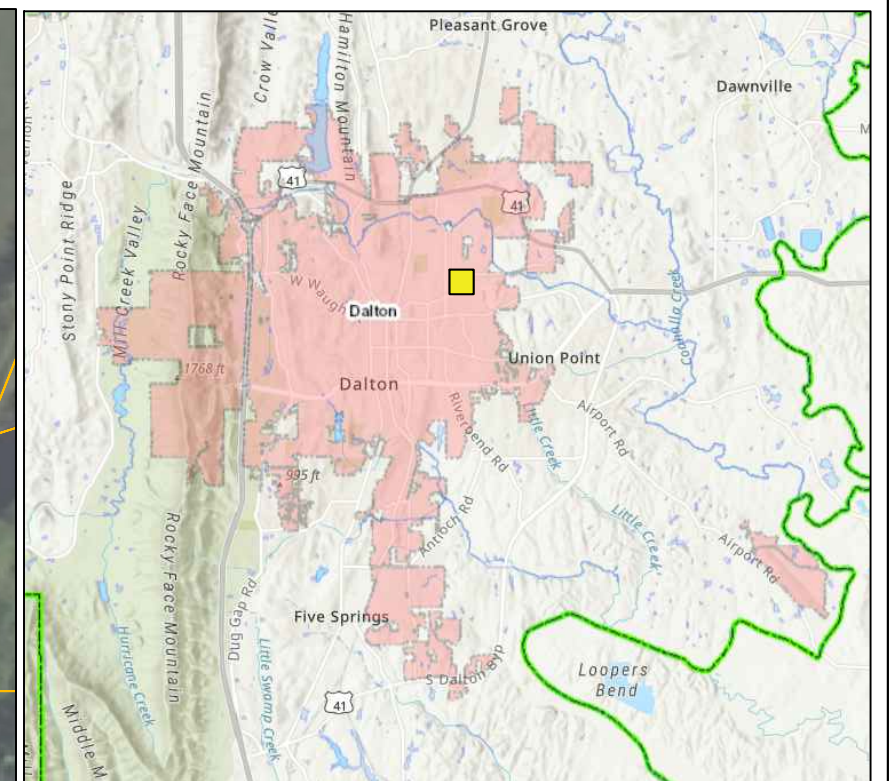 Pleasant Grove
Crow Valle
Hamilton Mountain
Dawnville
Rocky Face Mountain
41
41
Stony Point Ridge
Mill Creek Valley
W Waugh
Dalton
Coahulla Creek
Union Point
1768 ft
Dalton
Riverbend Rd
Little Creek
Airport Rd
995 ft
Antioch Rd
Little Creek
Airport Rd
Rocky Face Mountain
Dug Gap Rd
Five Springs
Hurricane Creek
Little Swamp Creek
S Dalton Byp
Loopers
Bend
41
Middle M